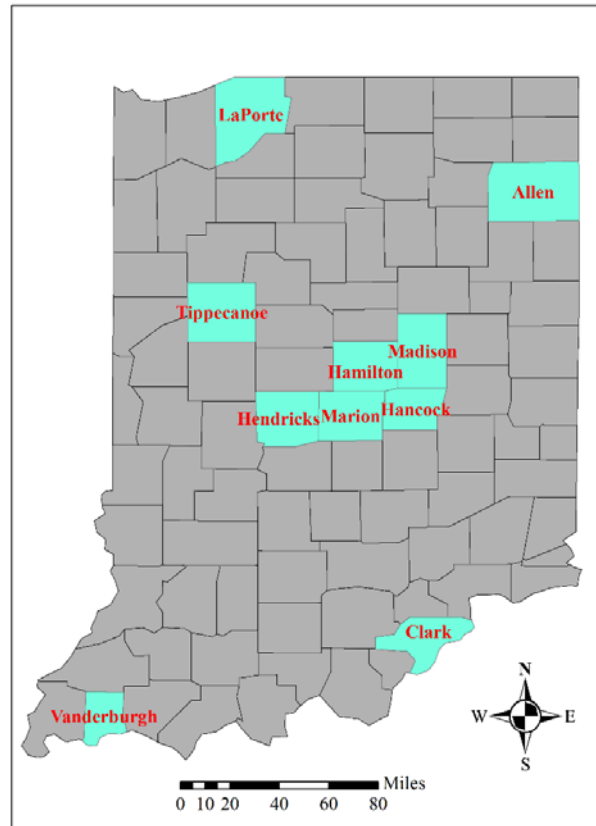 LaPorte
Allen
Tippecanoe
Madison
Hamilton
Hendricks
Marion
Hancock
Clark
Vanderburgh
N
W
E
S
Miles
0 10 20 40 60 80